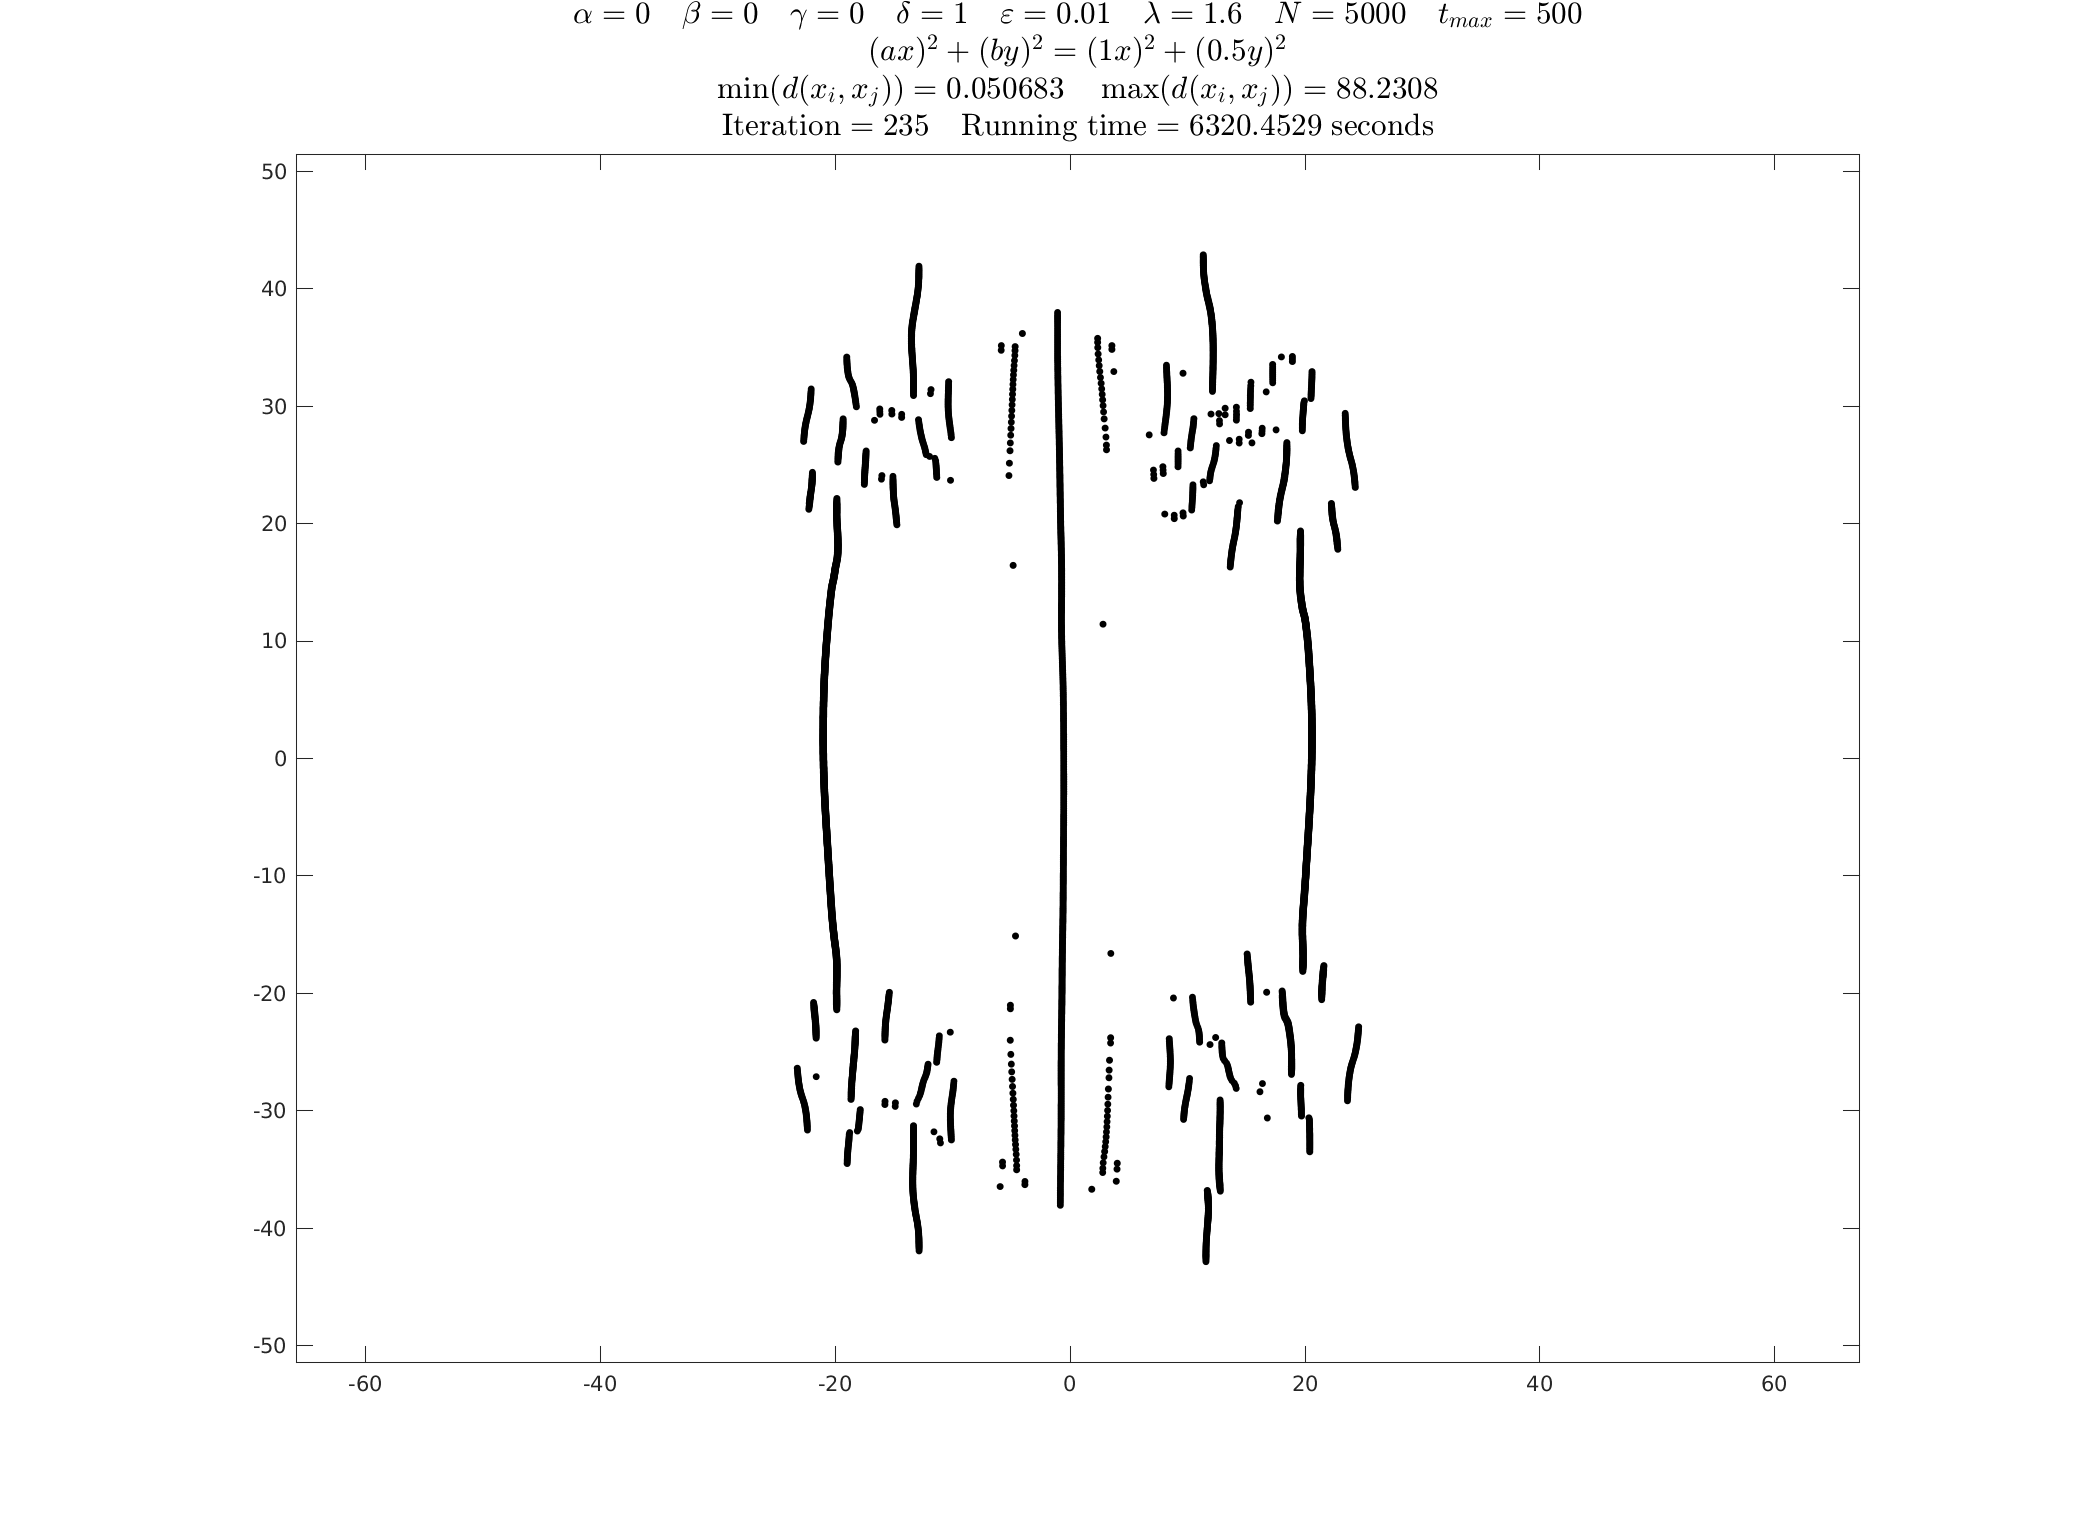 α = 0 β = 0 γ = 0 δ = 1 ε = 0.01 λ = 1.6 N = 5000 t_{max} = 500
(ax)² + (by)² = (1x)² + (0.5y)²
min(d(x_i, x_j)) = 0.050683 max(d(x_i, x_j)) = 88.2308
Iteration = 235 Running time = 6320.4529 seconds
50
40
30
20
10
0
-10
-20
-30
-40
-50
-60 -40 -20 0 20 40 60